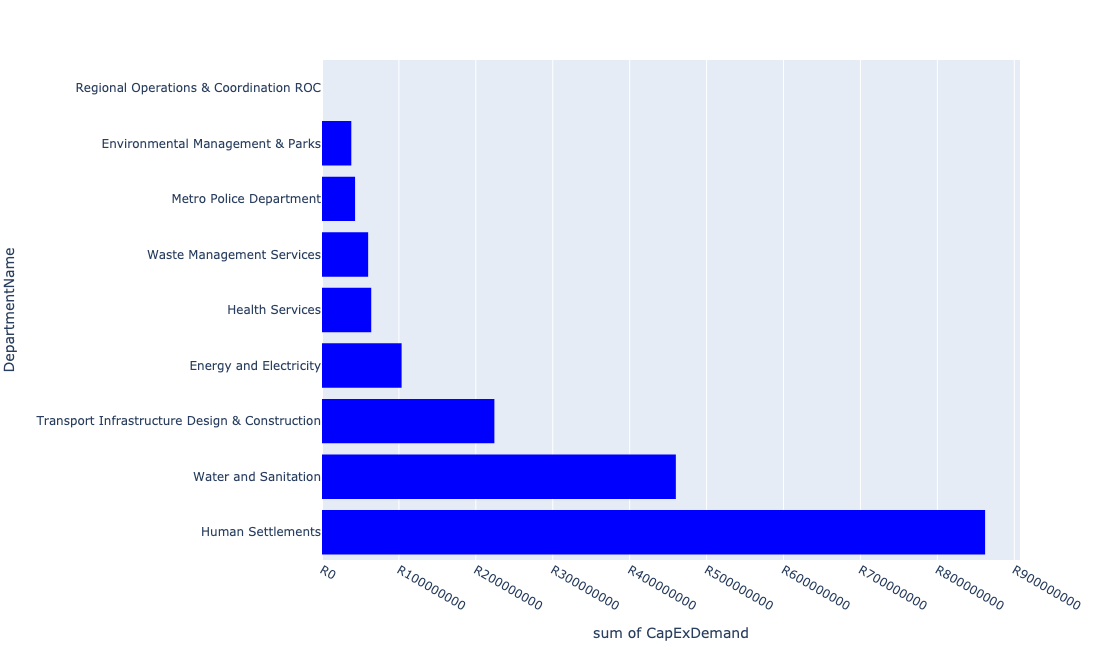 Regional Operations & Coordination ROC
Environmental Management & Parks
Metro Police Department
Waste Management Services
Health Services
Energy and Electricity
Transport Infrastructure Design & Construction
Water and Sanitation
Human Settlements
DepartmentName
R0
R100000000
R200000000
R300000000
R400000000
R500000000
R600000000
R700000000
R800000000
R900000000
sum of CapExDemand